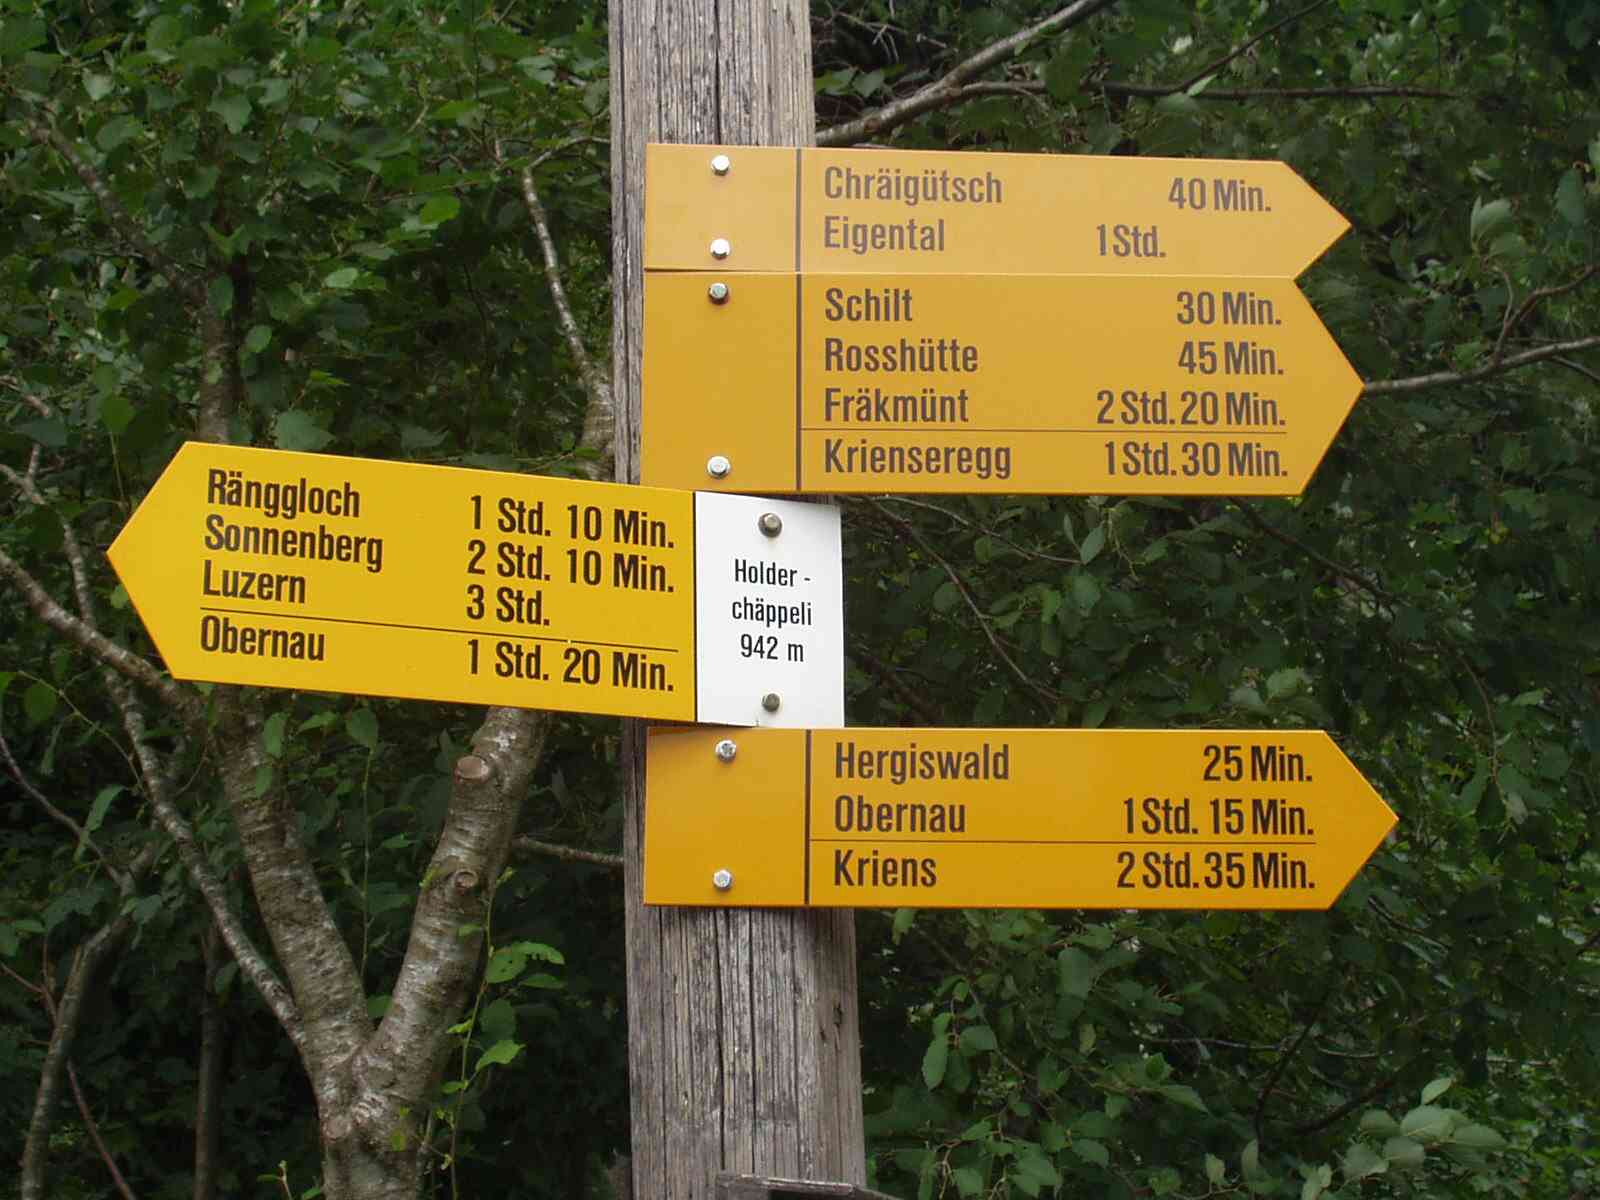 Chräigütsch 40 Min.
Eigental 1 Std.
Schilt 30 Min.
Rosshütte 45 Min.
Fräkmünt 2 Std. 20 Min.
Krienseregg 1 Std. 30 Min.
Ränggloch 1 Std. 10 Min.
Sonnenberg 2 Std. 10 Min.
Luzern 3 Std.
Obernau 1 Std. 20 Min.
Holder-
chäppeli
942 m
Hergiswald 25 Min.
Obernau 1 Std. 15 Min.
Kriens 2 Std. 35 Min.